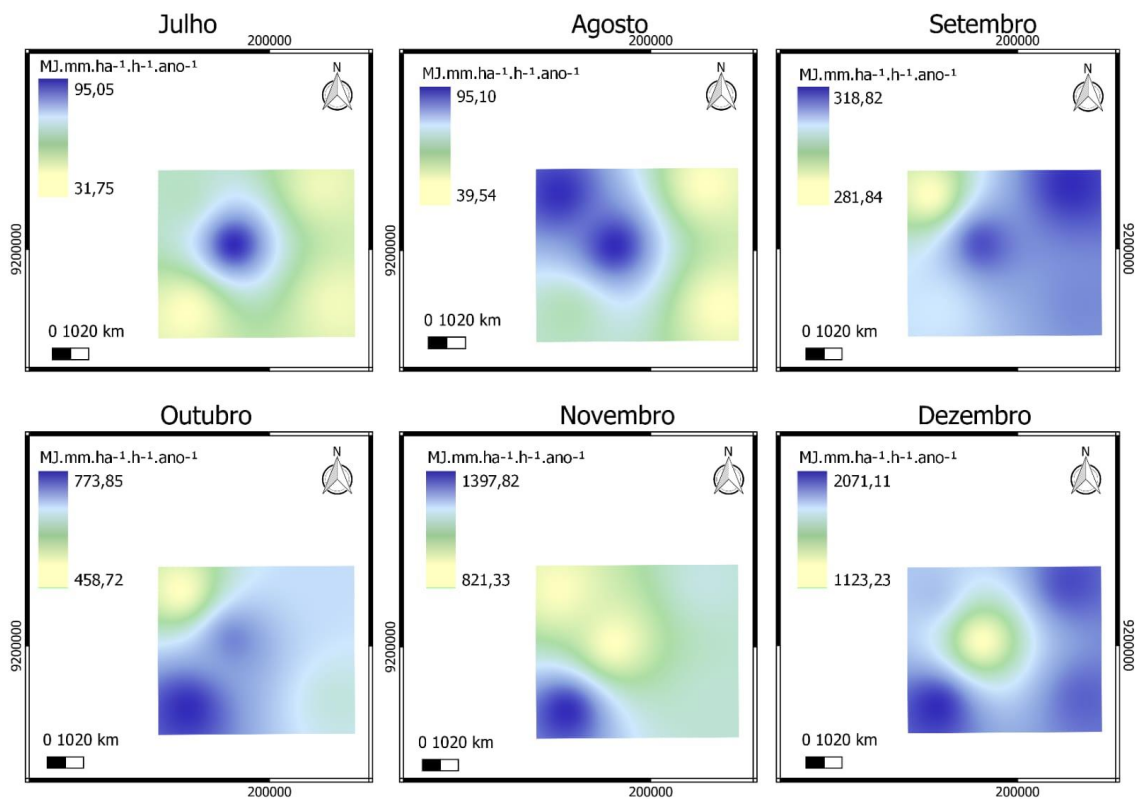 Julho
200000
MJ.mm.ha⁻¹.h⁻¹.ano⁻¹
N
95,05
31,75
9200000
0 1020 km
Agosto
200000
MJ.mm.ha⁻¹.h⁻¹.ano⁻¹
N
95,10
39,54
9200000
0 1020 km
Setembro
200000
MJ.mm.ha⁻¹.h⁻¹.ano⁻¹
N
318,82
281,84
9200000
0 1020 km
Outubro
MJ.mm.ha⁻¹.h⁻¹.ano⁻¹
N
773,85
458,72
9200000
0 1020 km
200000
Novembro
MJ.mm.ha⁻¹.h⁻¹.ano⁻¹
N
1397,82
821,33
9200000
0 1020 km
200000
Dezembro
MJ.mm.ha⁻¹.h⁻¹.ano⁻¹
N
2071,11
1123,23
9200000
0 1020 km
200000